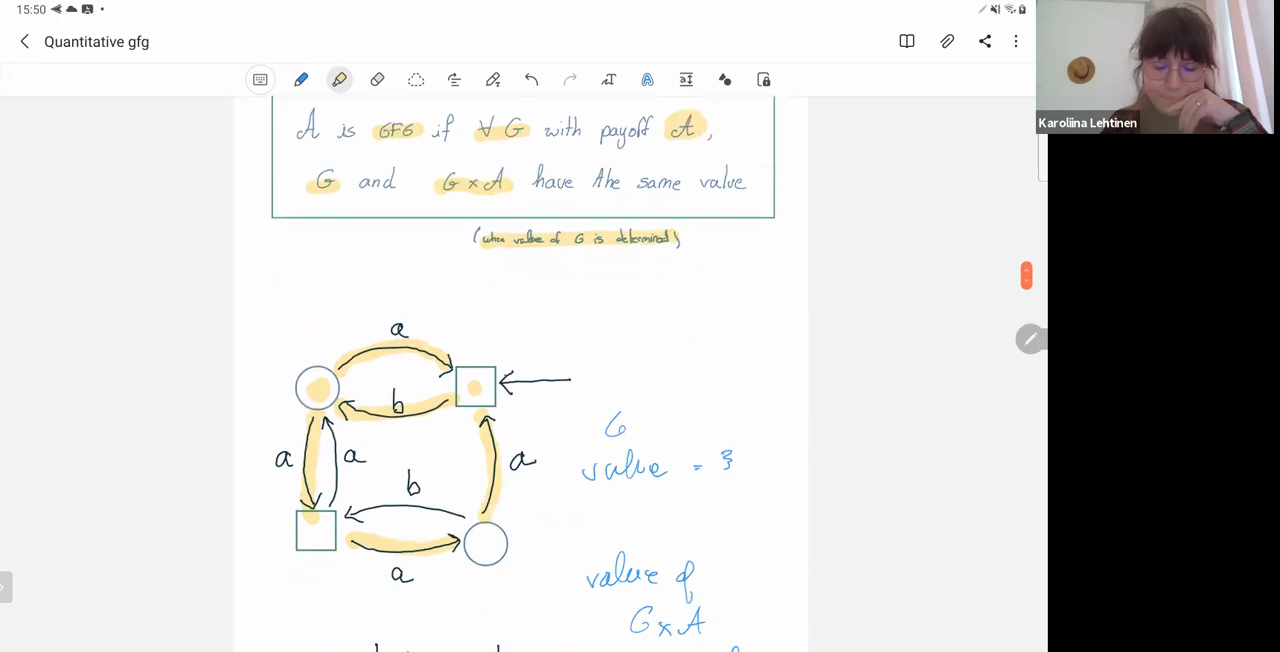 15:50
Quantitative gfg
Karoliina Lehtinen
A is GFG if ∀ G with payoff A,
G and G x A have the same value
(when value of G is determined)
a
b
a
a
b
a
a
G
value = 3
value of
G x A